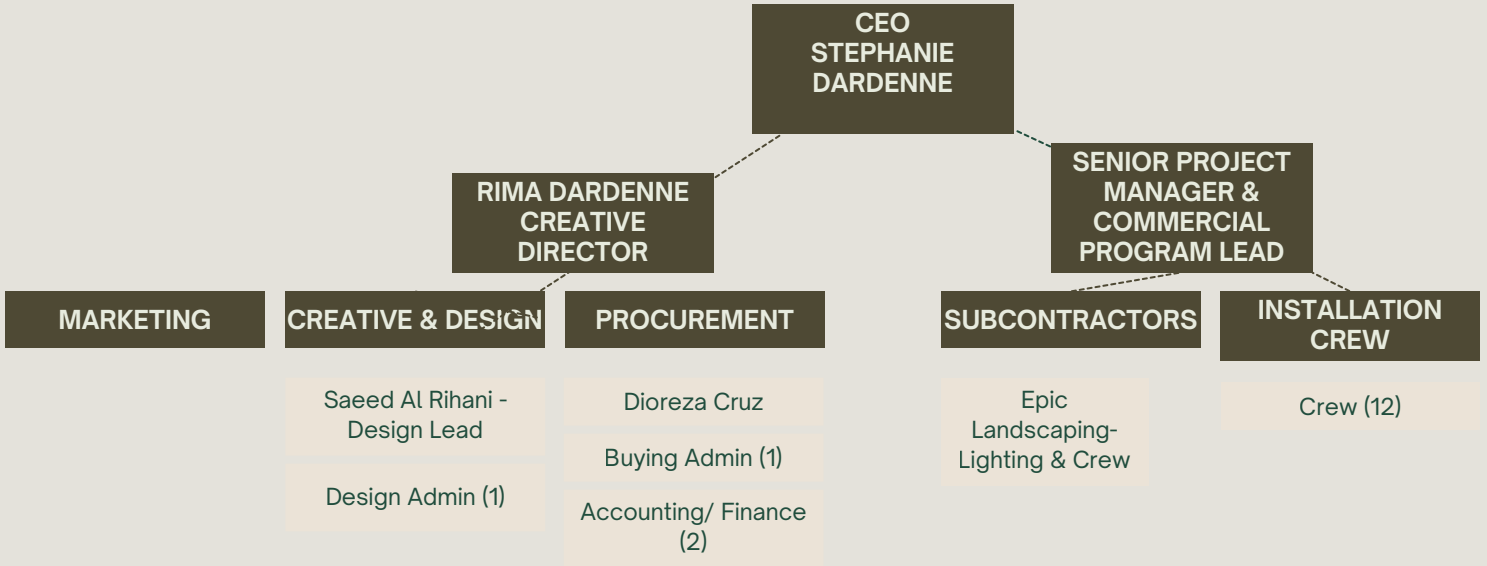 CEO
STEPHANIE
DARDENNE
SENIOR PROJECT
MANAGER &
COMMERCIAL
PROGRAM LEAD
RIMA DARDENNE
CREATIVE
DIRECTOR
MARKETING
CREATIVE & DESIGN
PROCUREMENT
SUBCONTRACTORS
INSTALLATION
CREW
Saeed Al Rihani -
Design Lead
Design Admin (1)
Dioreza Cruz
Buying Admin (1)
Accounting/ Finance
(2)
Epic
Landscaping-
Lighting & Crew
Crew (12)